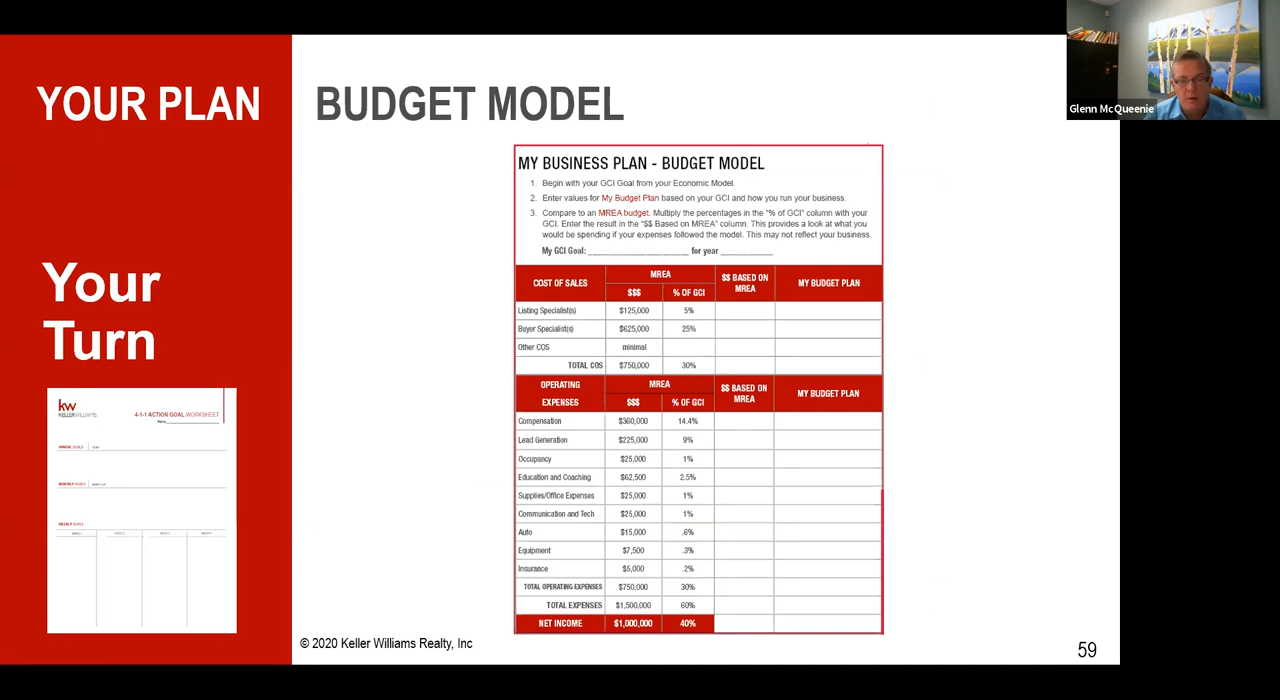 Glenn McQueenie
YOUR PLAN
BUDGET MODEL
Your
Turn
kw
KELLERWILLIAMS
4-1-1 ACTION GOAL WORKSHEET
ANNUAL GOALS
MONTHLY GOALS
WEEKLY GOALS
MY BUSINESS PLAN - BUDGET MODEL
1. Begin with your GCI Goal from your Economic Model.
2. Enter values for My Budget Plan based on your GCI and how you run your business.
3. Compare to an MREA budget. Multiply the percentages in the "% of GCI" column with your
GCI. Enter the result in the "$$ Based on MREA" column. This provides a look at what you
would be spending if your expenses followed the model. This may not reflect your business.
My GCI Goal: ______________________ for year ___________
COST OF SALES MREA $$ BASED ON MREA MY BUDGET PLAN
$$$ % OF GCI
Listing Specialist(s) $125,000 5%
Buyer Specialist(s) $625,000 25%
Other COS minimal
TOTAL COS $750,000 30%
OPERATING EXPENSES MREA $$ BASED ON MREA MY BUDGET PLAN
$$$ % OF GCI
Compensation $360,000 14.4%
Lead Generation $225,000 9%
Occupancy $25,000 1%
Education and Coaching $62,500 2.5%
Supplies/Office Expenses $25,000 1%
Communication and Tech $25,000 1%
Auto $15,000 .6%
Equipment $7,500 .3%
Insurance $5,000 .2%
TOTAL OPERATING EXPENSES $750,000 30%
TOTAL EXPENSES $1,500,000 60%
NET INCOME $1,000,000 40%
© 2020 Keller Williams Realty, Inc
59